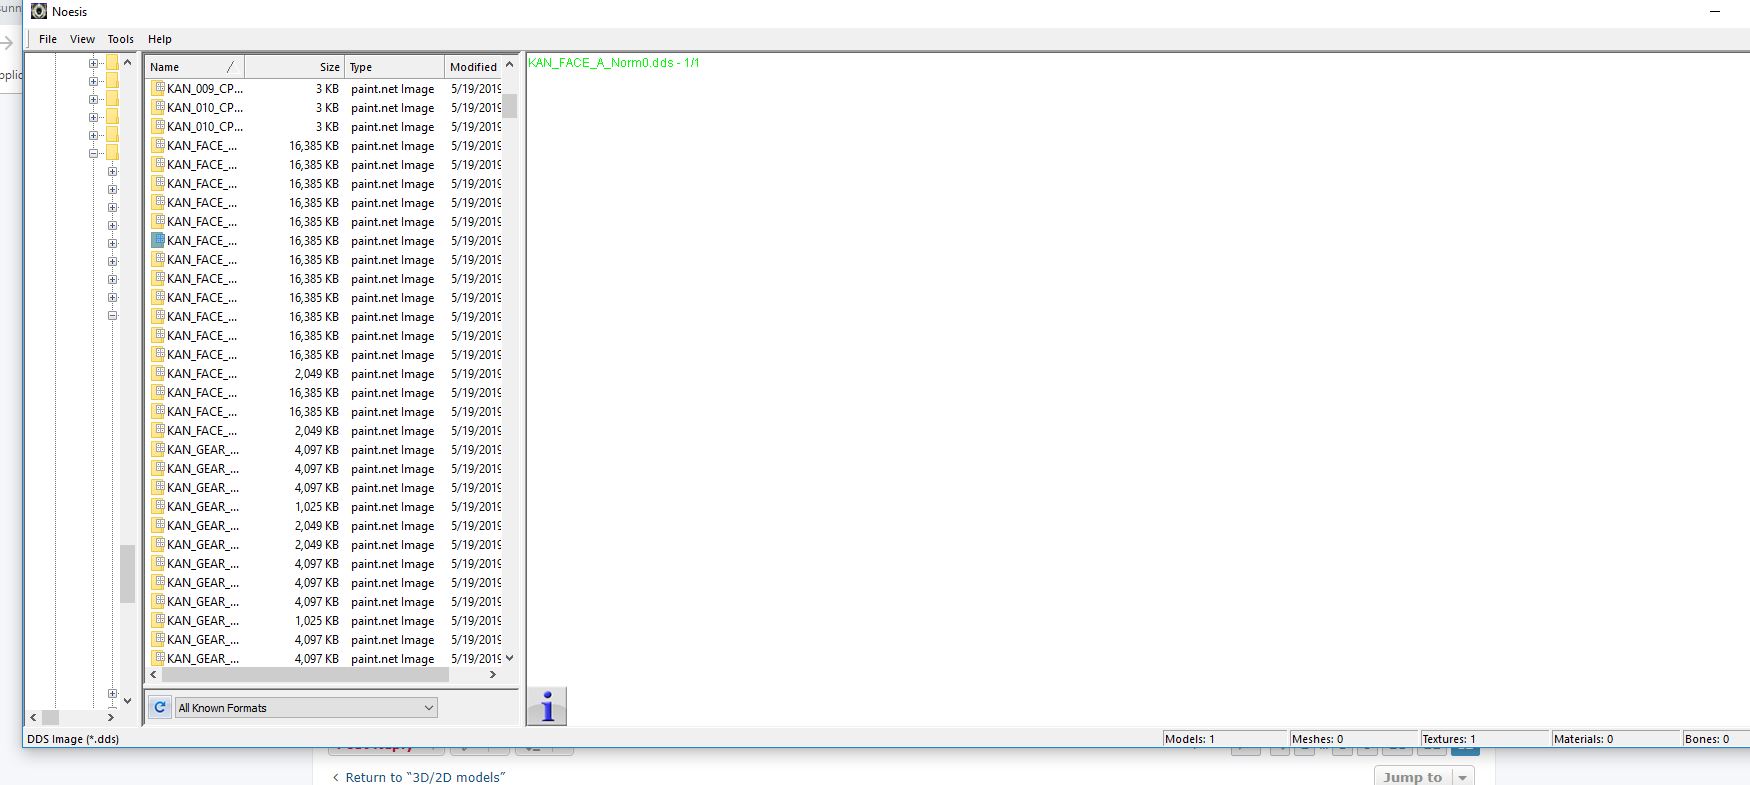 sunn
Noesis
File View Tools Help
pplic
Name Size Type Modified
KAN_FACE_A_Norm0.dds - 1/1
KAN_009_CP... 3 KB paint.net Image 5/19/2019
KAN_010_CP... 3 KB paint.net Image 5/19/2019
KAN_010_CP... 3 KB paint.net Image 5/19/2019
KAN_FACE_... 16,385 KB paint.net Image 5/19/2019
KAN_FACE_... 16,385 KB paint.net Image 5/19/2019
KAN_FACE_... 16,385 KB paint.net Image 5/19/2019
KAN_FACE_... 16,385 KB paint.net Image 5/19/2019
KAN_FACE_... 16,385 KB paint.net Image 5/19/2019
KAN_FACE_... 16,385 KB paint.net Image 5/19/2019
KAN_FACE_... 16,385 KB paint.net Image 5/19/2019
KAN_FACE_... 16,385 KB paint.net Image 5/19/2019
KAN_FACE_... 16,385 KB paint.net Image 5/19/2019
KAN_FACE_... 16,385 KB paint.net Image 5/19/2019
KAN_FACE_... 16,385 KB paint.net Image 5/19/2019
KAN_FACE_... 16,385 KB paint.net Image 5/19/2019
KAN_FACE_... 2,049 KB paint.net Image 5/19/2019
KAN_FACE_... 16,385 KB paint.net Image 5/19/2019
KAN_FACE_... 16,385 KB paint.net Image 5/19/2019
KAN_FACE_... 2,049 KB paint.net Image 5/19/2019
KAN_GEAR_... 4,097 KB paint.net Image 5/19/2019
KAN_GEAR_... 4,097 KB paint.net Image 5/19/2019
KAN_GEAR_... 4,097 KB paint.net Image 5/19/2019
KAN_GEAR_... 1,025 KB paint.net Image 5/19/2019
KAN_GEAR_... 2,049 KB paint.net Image 5/19/2019
KAN_GEAR_... 2,049 KB paint.net Image 5/19/2019
KAN_GEAR_... 4,097 KB paint.net Image 5/19/2019
KAN_GEAR_... 4,097 KB paint.net Image 5/19/2019
KAN_GEAR_... 4,097 KB paint.net Image 5/19/2019
KAN_GEAR_... 1,025 KB paint.net Image 5/19/2019
KAN_GEAR_... 4,097 KB paint.net Image 5/19/2019
KAN_GEAR_... 4,097 KB paint.net Image 5/19/2019
All Known Formats
DDS Image (*.dds) Models: 1 Meshes: 0 Textures: 1 Materials: 0 Bones: 0
Return to “3D/2D models” Jump to